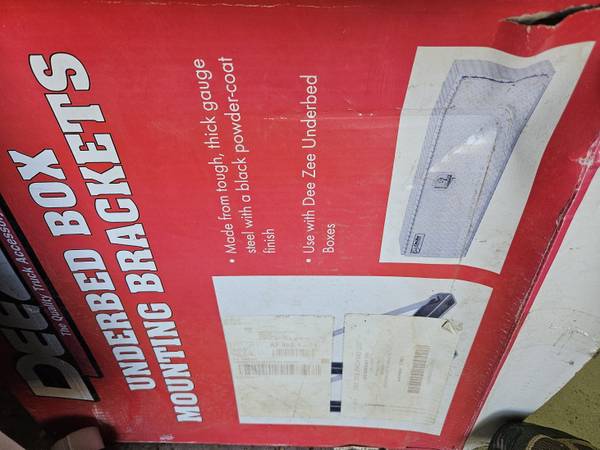 DEE
The Quality Truck Accessory
UNDERBED BOX
MOUNTING BRACKETS
• Made from tough, thick gauge
steel with a black powder-coat
finish
• Use with Dee Zee Underbed
Boxes